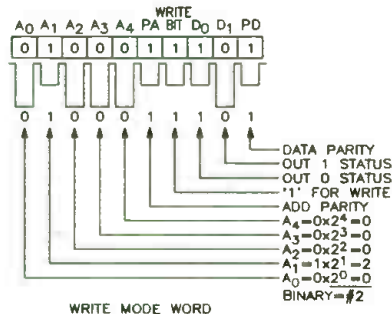 WRITE
A₀ A₁ A₂ A₃ A₄ PA BIT D₀ D₁ PD
0 1 0 0 0 1 1 1 0 1
0 1 0 0 0 1 1 1 0 1
DATA PARITY
OUT 1 STATUS
OUT 0 STATUS
"1" FOR WRITE
ADD PARITY
A₄=0x2⁴=0
A₃=0x2³=0
A₂=0x2²=0
A₁=1x2¹=2
A₀=0x2⁰=0
BINARY=#2
WRITE MODE WORD